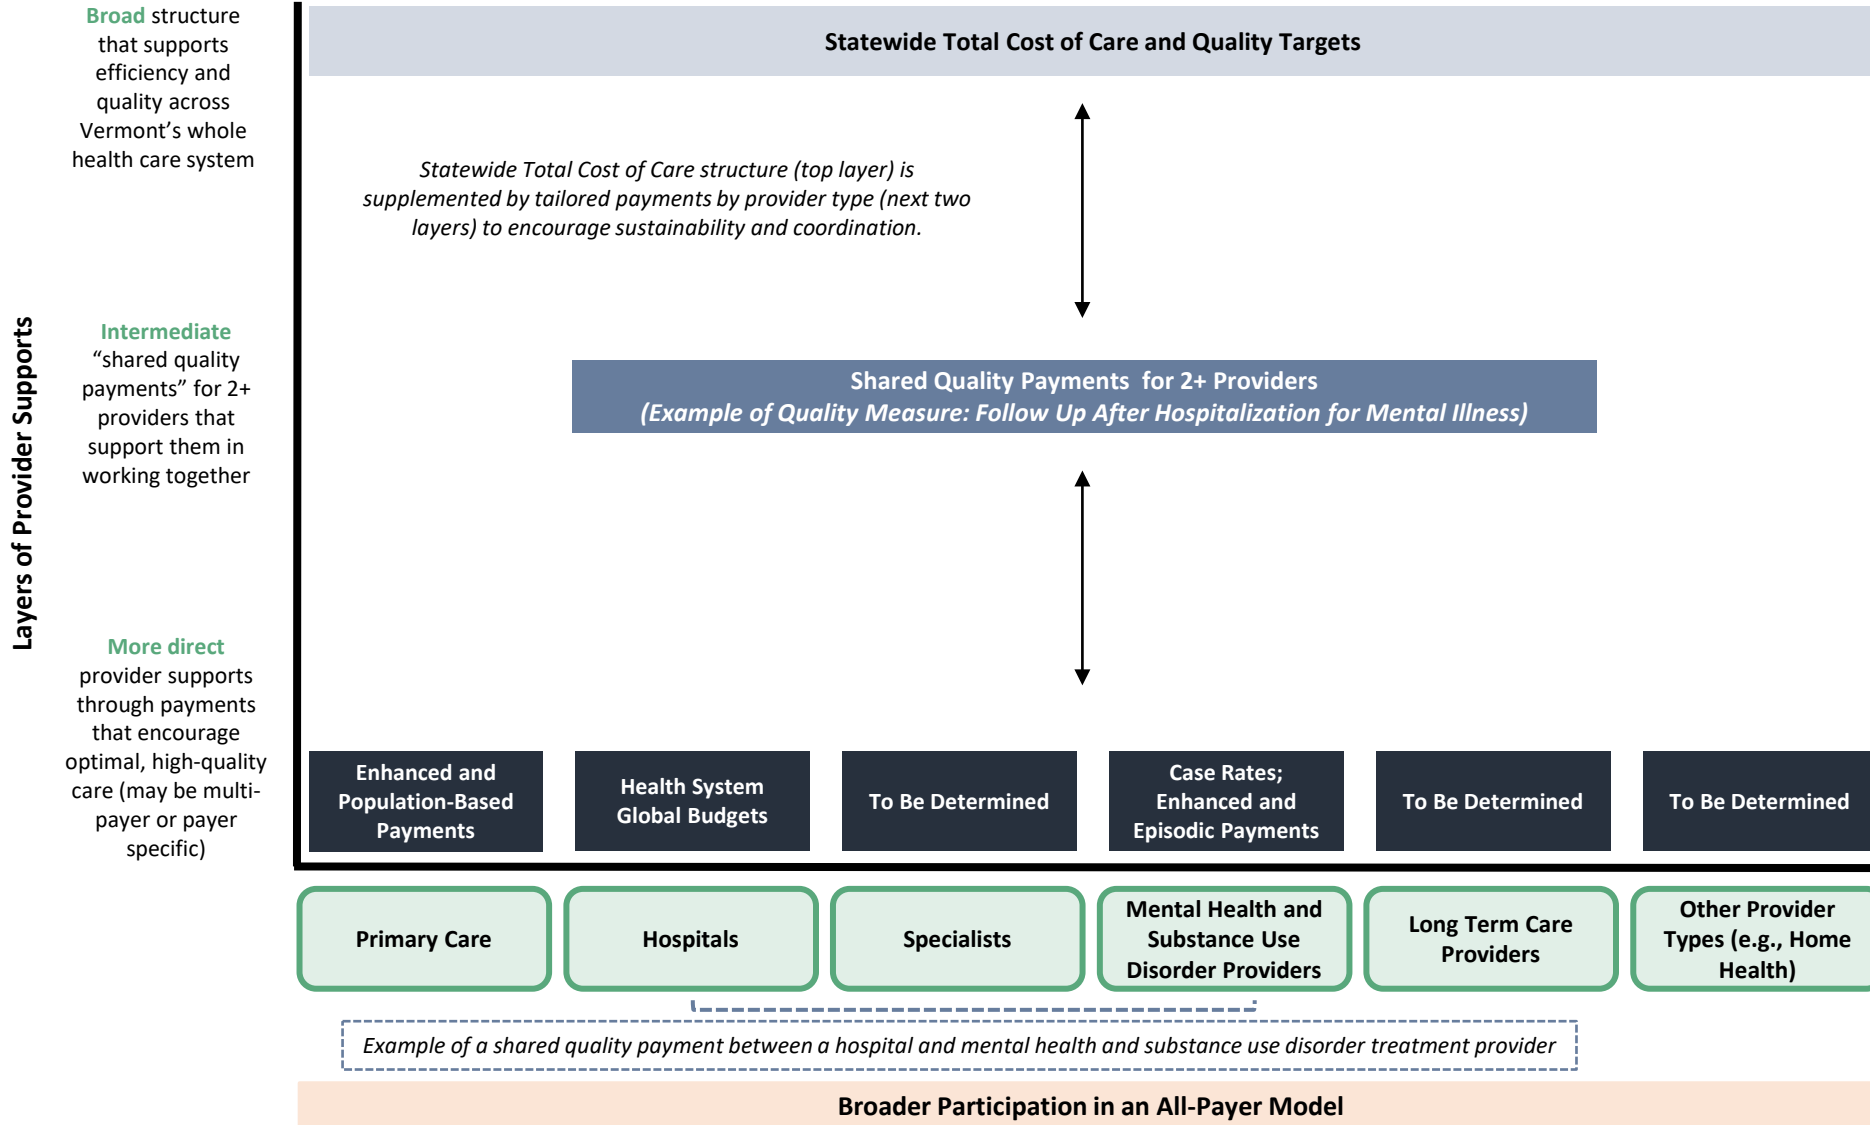 Broad structure
that supports
efficiency and
quality across
Vermont’s whole
health care system
Statewide Total Cost of Care and Quality Targets
Statewide Total Cost of Care structure (top layer) is
supplemented by tailored payments by provider type (next two
layers) to encourage sustainability and coordination.
Layers of Provider Supports
Intermediate
“shared quality
payments” for 2+
providers that
support them in
working together
Shared Quality Payments for 2+ Providers
(Example of Quality Measure: Follow Up After Hospitalization for Mental Illness)
More direct
provider supports
through payments
that encourage
optimal, high-quality
care (may be multi-
payer or payer
specific)
Enhanced and
Population-Based
Payments
Health System
Global Budgets
To Be Determined
Case Rates;
Enhanced and
Episodic Payments
To Be Determined
To Be Determined
Primary Care
Hospitals
Specialists
Mental Health and
Substance Use
Disorder Providers
Long Term Care
Providers
Other Provider
Types (e.g., Home
Health)
Example of a shared quality payment between a hospital and mental health and substance use disorder treatment provider
Broader Participation in an All-Payer Model